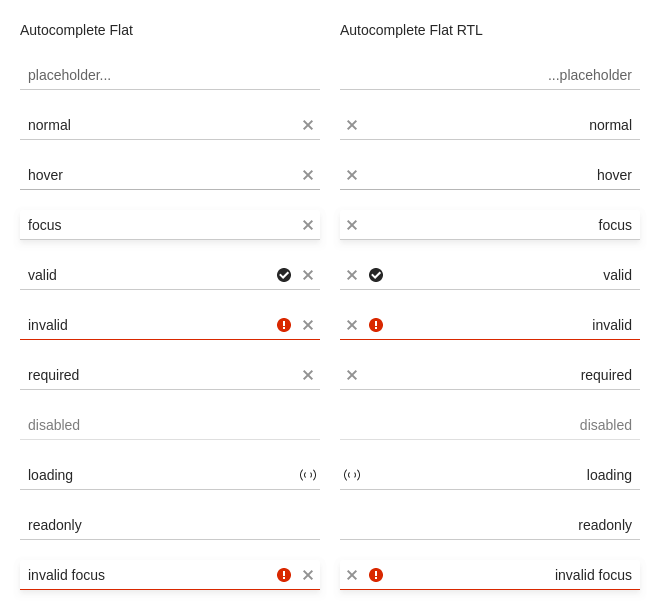 Autocomplete Flat
placeholder...
normal
hover
focus
valid
invalid
required
disabled
loading
readonly
invalid focus
Autocomplete Flat RTL
...placeholder
normal
hover
focus
valid
invalid
required
disabled
loading
readonly
invalid focus